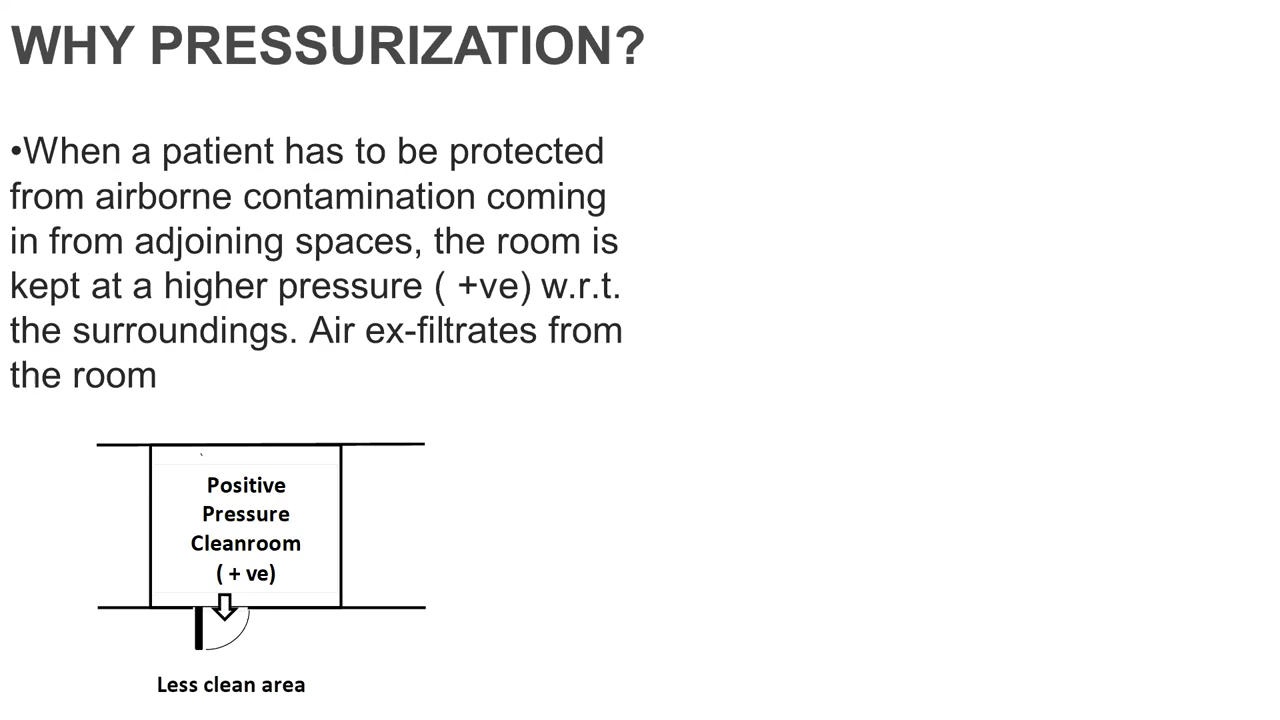 WHY PRESSURIZATION?
•When a patient has to be protected
from airborne contamination coming
in from adjoining spaces, the room is
kept at a higher pressure ( +ve) w.r.t.
the surroundings. Air ex-filtrates from
the room
Positive
Pressure
Cleanroom
( + ve)
Less clean area